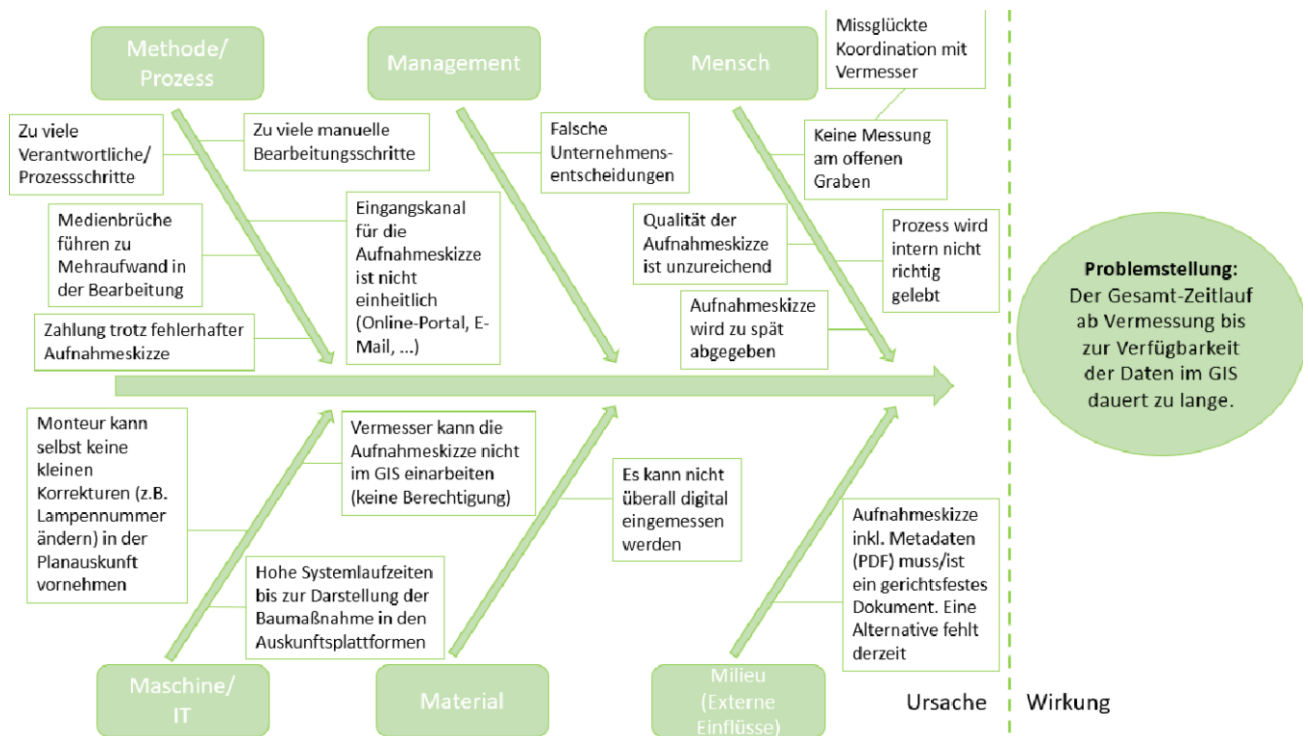 Methode/
Prozess
Management
Mensch
Missglückte
Koordination mit
Vermesser
Zu viele
Verantwortliche/
Prozessschritte
Zu viele manuelle
Bearbeitungsschritte
Falsche
Unternehmens-
entscheidungen
Keine Messung
am offenen
Graben
Medienbrüche
führen zu
Mehraufwand in
der Bearbeitung
Eingangskanal
für die
Aufnahmeskizze
ist nicht
einheitlich
(Online-Portal, E-
Mail, ...)
Qualität der
Aufnahmeskizze
ist unzureichend
Prozess wird
intern nicht
richtig
gelebt
Zahlung trotz fehlerhafter
Aufnahmeskizze
Aufnahmeskizze
wird zu spät
abgegeben
Problemstellung:
Der Gesamt-Zeitlauf
ab Vermessung bis
zur Verfügbarkeit
der Daten im GIS
dauert zu lange.
Monteur kann
selbst keine
kleinen
Korrekturen (z.B.
Lampennummer
ändern) in der
Planauskunft
vornehmen
Vermesser kann die
Aufnahmeskizze nicht
im GIS einarbeiten
(keine Berechtigung)
Hohe Systemlaufzeiten
bis zur Darstellung der
Baumaßnahme in den
Auskunftsplattformen
Es kann nicht
überall digital
eingemessen
werden
Aufnahmeskizze
inkl. Metadaten
(PDF) muss/ist
ein gerichtsfestes
Dokument. Eine
Alternative fehlt
derzeit
Maschine/
IT
Material
Milieu
(Externe
Einflüsse)
Ursache
Wirkung